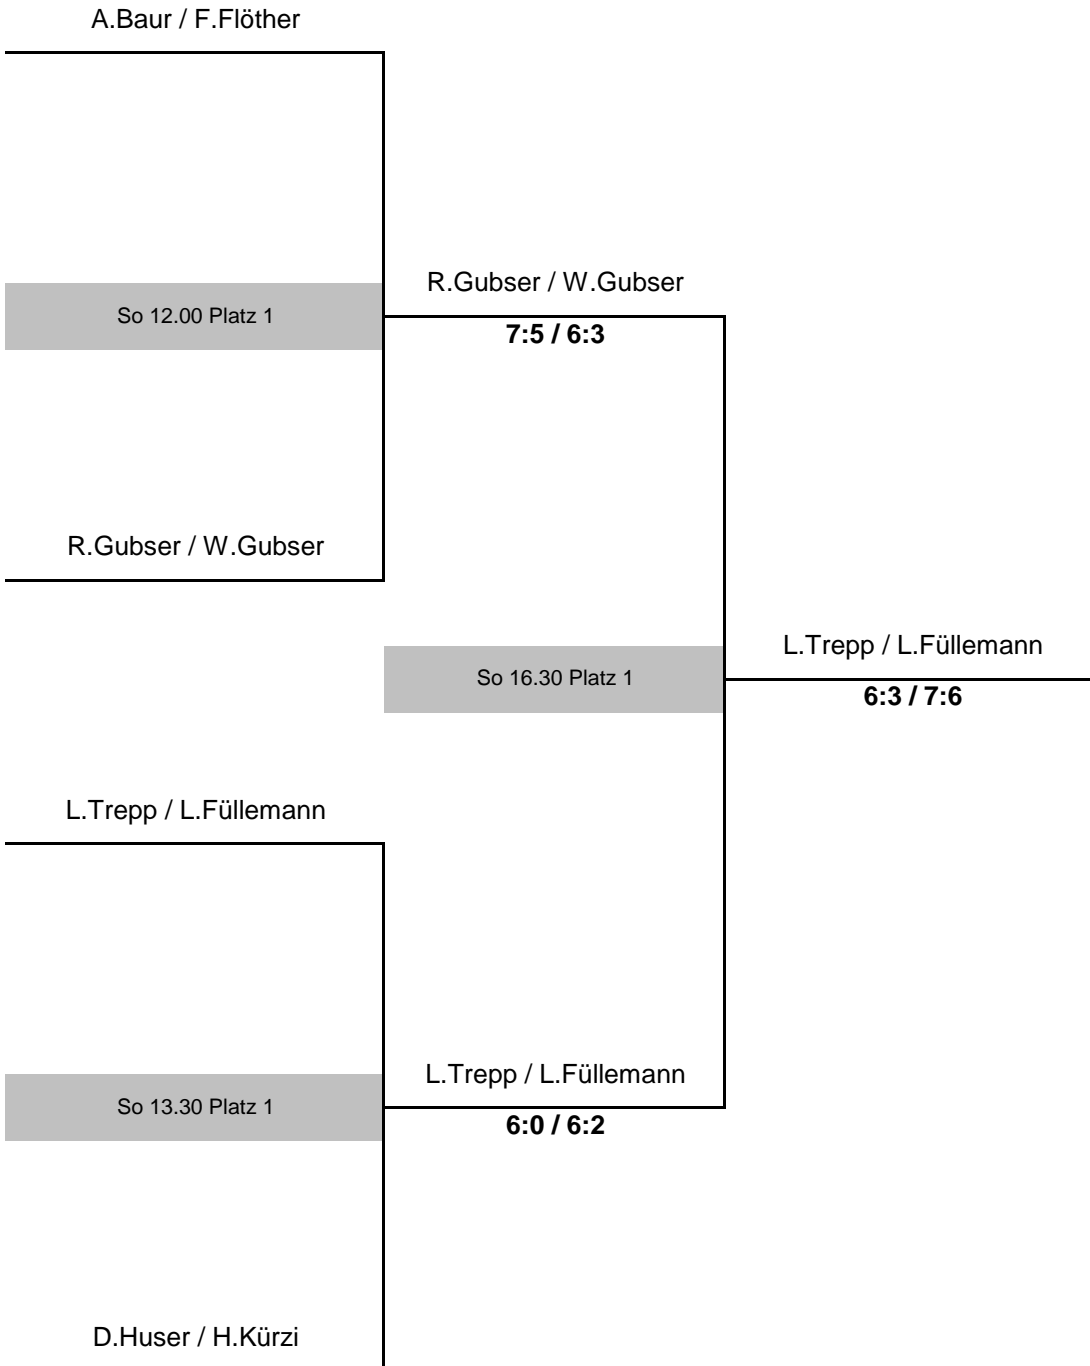 A.Baur / F.Flöther
R.Gubser / W.Gubser
So 12.00 Platz 1
7:5 / 6:3
R.Gubser / W.Gubser
L.Trepp / L.Füllemann
So 16.30 Platz 1
6:3 / 7:6
L.Trepp / L.Füllemann
L.Trepp / L.Füllemann
So 13.30 Platz 1
6:0 / 6:2
D.Huser / H.Kürzi